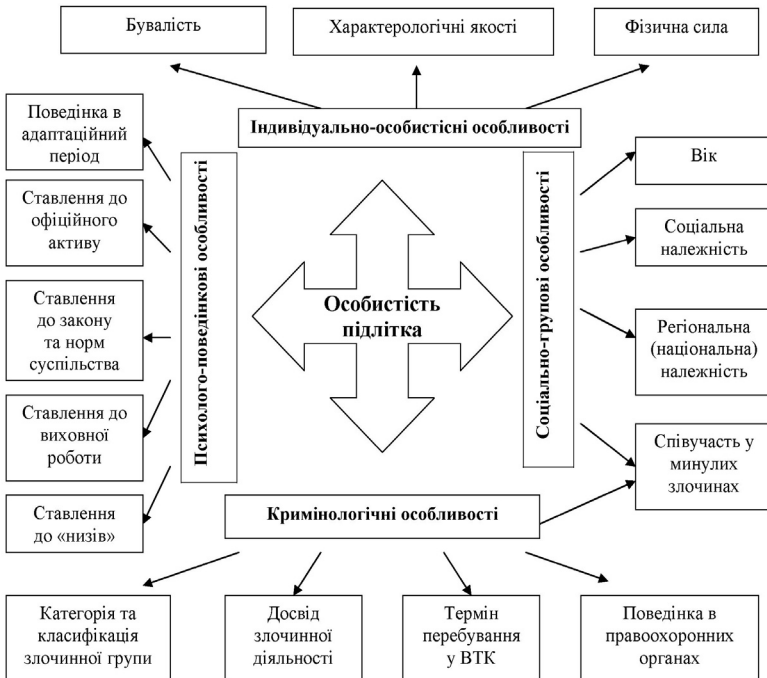 Бувалість
Характерологічні якості
Фізична сила
Індивідуально-особистісні особливості
Поведінка в
адаптаційний
період
Ставлення до
офіційного
активу
Ставлення
до закону
та норм
суспільства
Ставлення до
виховної
роботи
Ставлення
до «низів»
Психолого-поведінкові особливості
Особистість
підлітка
Соціально-групові особливості
Вік
Соціальна
належність
Регіональна
(національна)
належність
Співучасть у
минулих
злочинах
Кримінологічні особливості
Категорія та
класифікація
злочинної групи
Досвід
злочинної
діяльності
Термін
перебування
у ВТК
Поведінка в
правоохоронних
органах